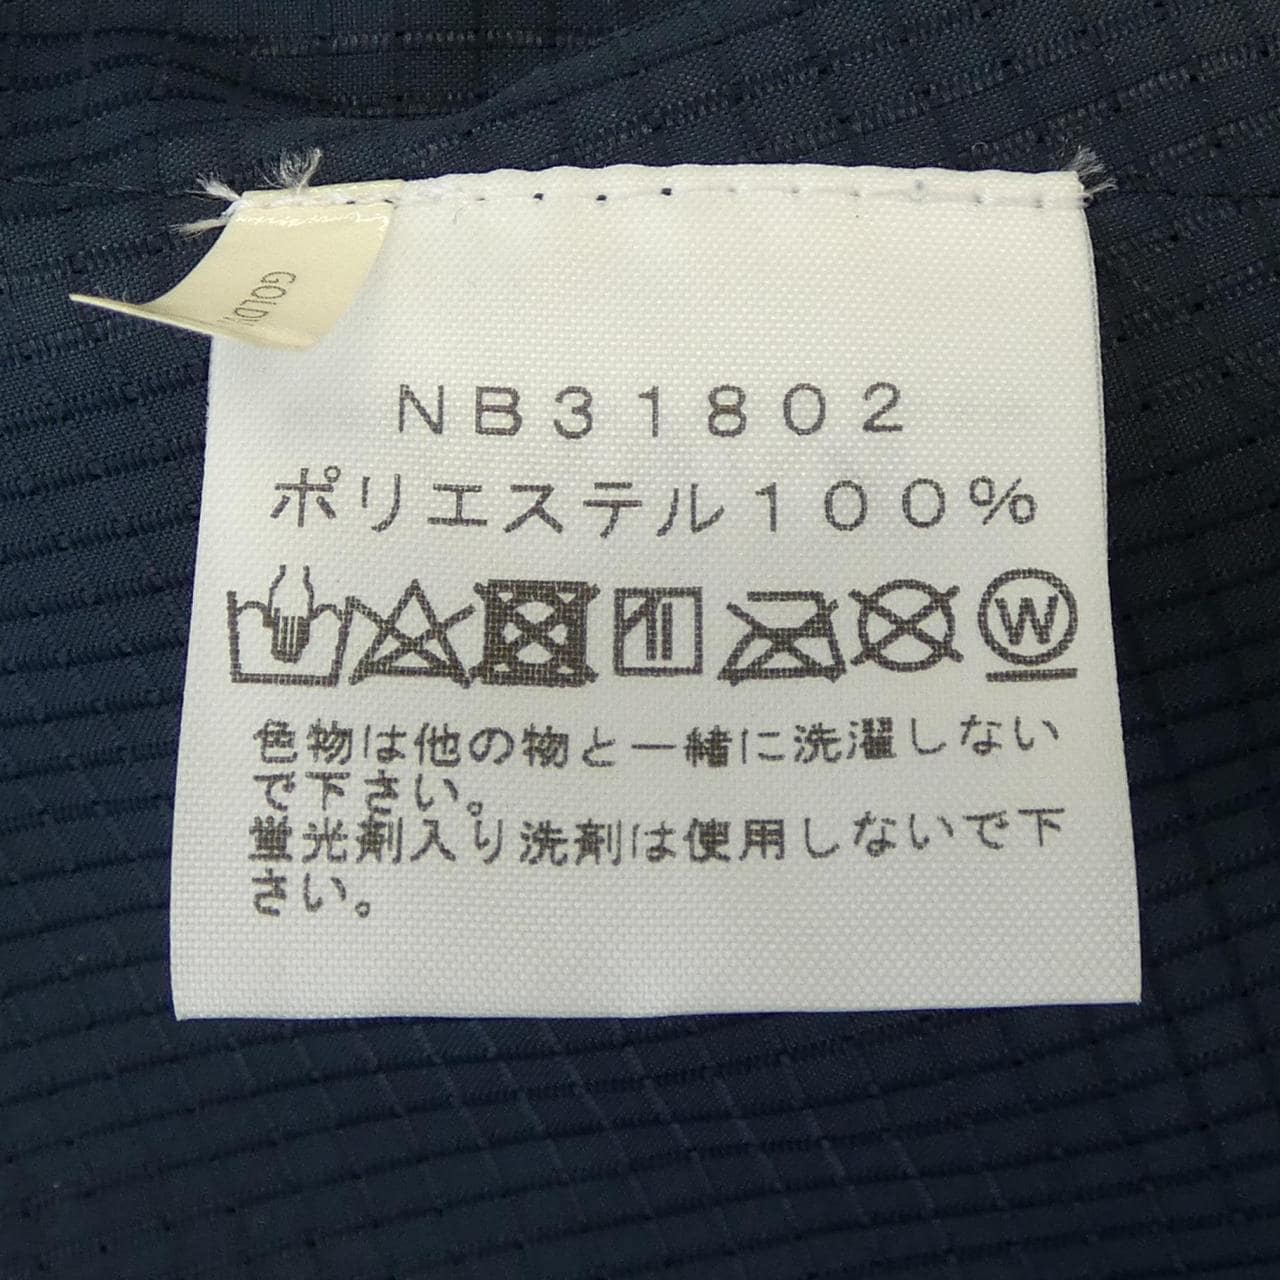 NB31802
ポリエステル100%
W
色物は他の物と一緒に洗濯しない
で下さい。
蛍光剤入り洗剤は使用しないで下
さい。